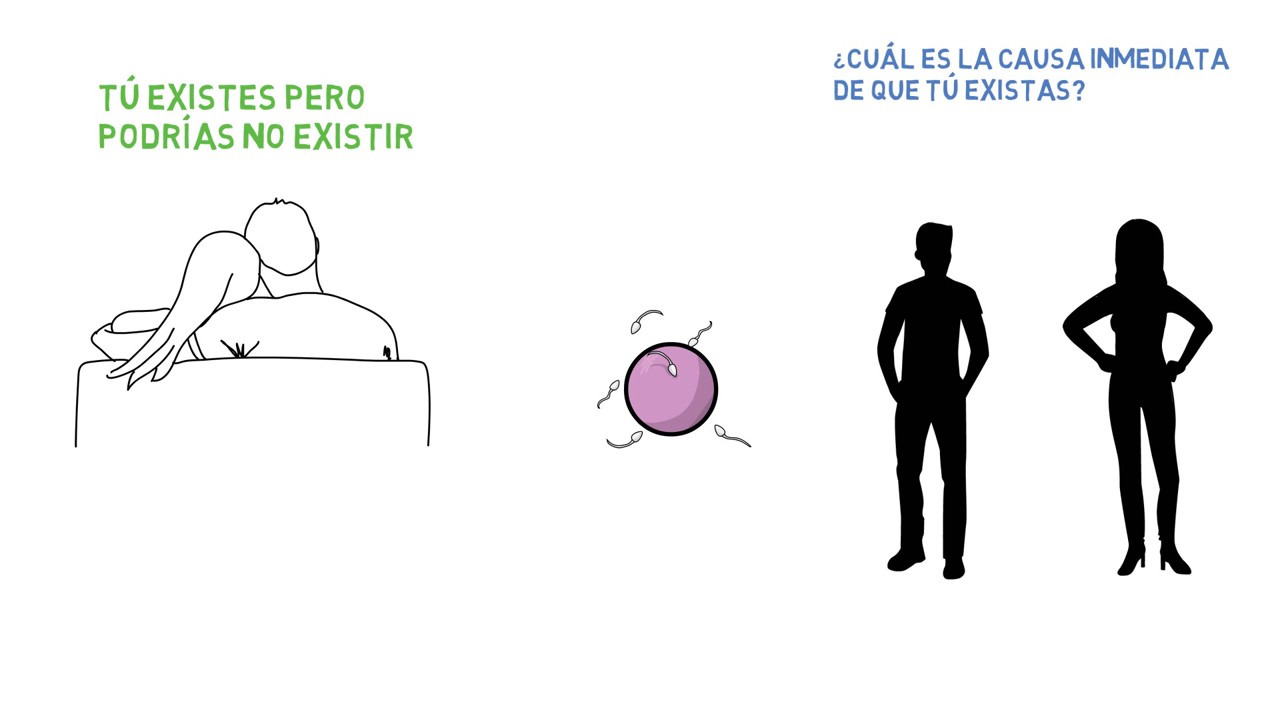 TÚ EXISTES PERO
PODRÍAS NO EXISTIR
¿CUÁL ES LA CAUSA INMEDIATA
DE QUE TÚ EXISTAS?